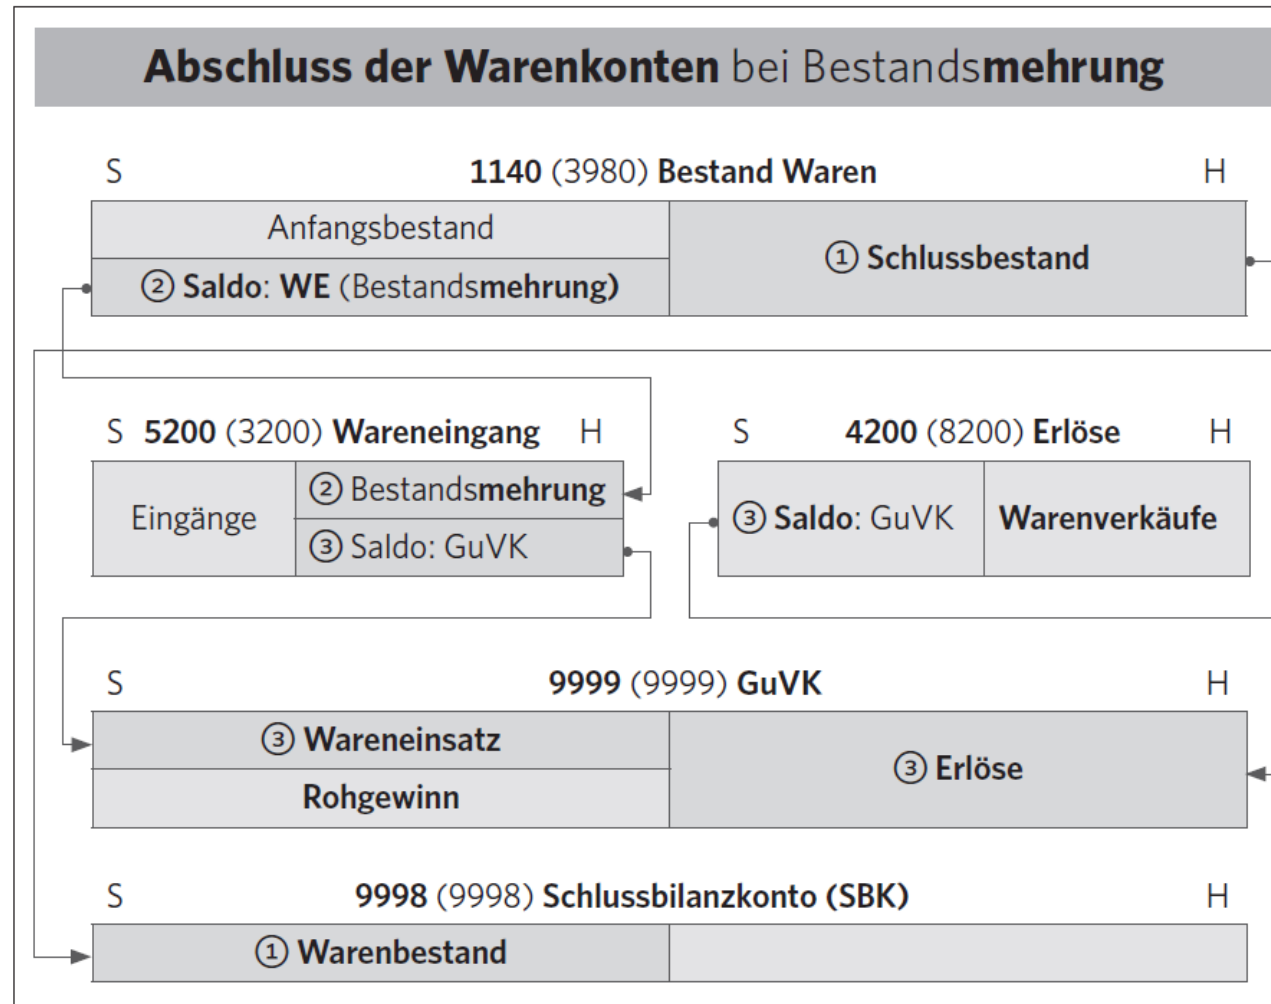 Abschluss der Warenkonten bei Bestandsmehrung
S 1140 (3980) Bestand Waren H
Anfangsbestand
① Schlussbestand
② Saldo: WE (Bestandsmehrung)
S 5200 (3200) Wareneingang H
Eingänge
② Bestandsmehrung
③ Saldo: GuVK
S 4200 (8200) Erlöse H
③ Saldo: GuVK
Warenverkäufe
S 9999 (9999) GuVK H
③ Wareneinsatz
③ Erlöse
Rohgewinn
S 9998 (9998) Schlussbilanzkonto (SBK) H
① Warenbestand